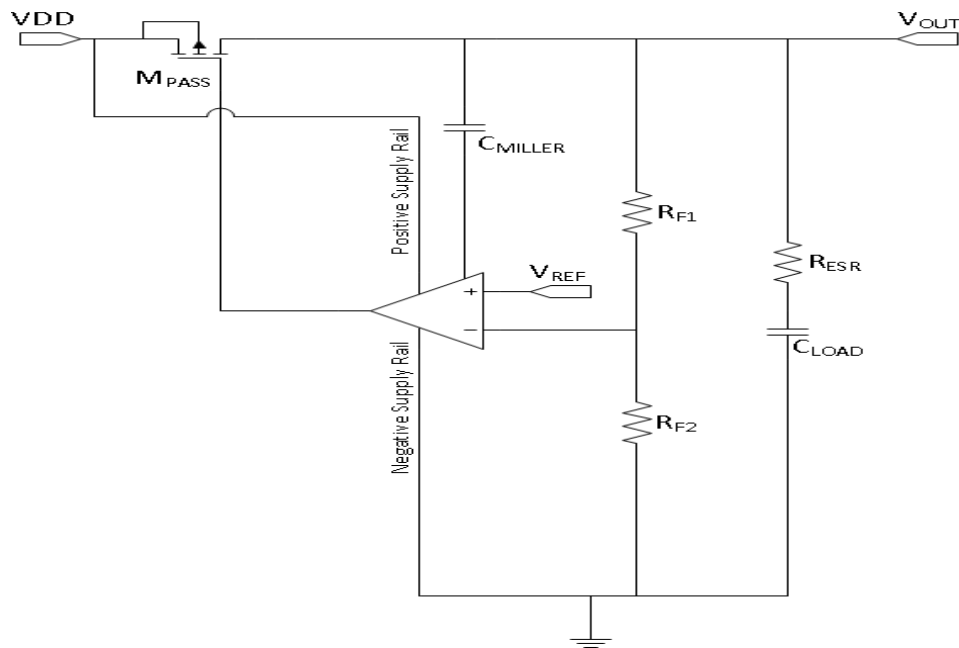 VDD
VOUT
MPASS
Positive Supply Rail
CMILLER
RF1
VREF
+
−
RESR
CLOAD
Negative Supply Rail
RF2